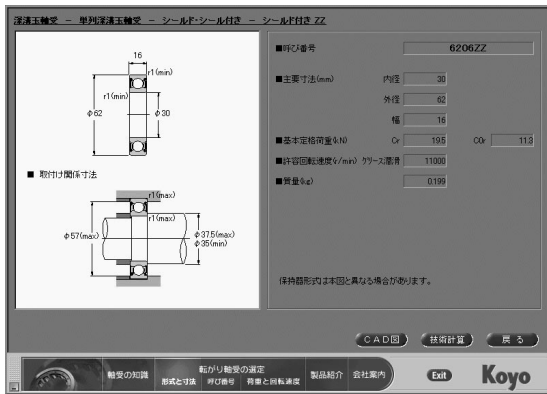 深溝玉軸受 － 単列深溝玉軸受 － シールド・シール付き － シールド付き ZZ
16
r1(min)
r1(min)
φ62
φ30
■ 取付け関係寸法
r1(max)
r1(max)
φ57(max)
φ37.5(max)
φ35(min)
■呼び番号 6206ZZ
■主要寸法(mm) 内径 30
外径 62
幅 16
■基本定格荷重(kN) Cr 19.5 C0r 11.3
■許容回転速度(r/min) グリース潤滑 11000
■質量(kg) 0.199
保持器形式は本図と異なる場合があります。
CAD図 技術計算 戻る
軸受の知識 転がり軸受の選定 製品紹介 会社案内 Exit Koyo
形式と寸法 呼び番号 荷重と回転速度